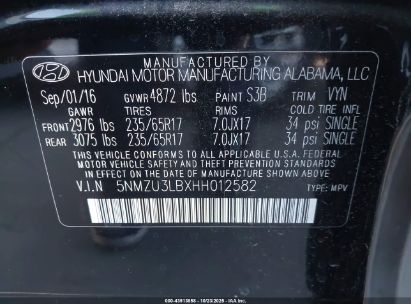 MANUFACTURED BY
HYUNDAI MOTOR MANUFACTURING ALABAMA, LLC
Sep/01/16 GVWR 4872 lbs PAINT S3B TRIM VYN
GAWR TIRES RIMS COLD TIRE INFL
FRONT 2976 lbs 235/65R17 7.0JX17 34 psi SINGLE
REAR 3075 lbs 235/65R17 7.0JX17 34 psi SINGLE
THIS VEHICLE CONFORMS TO ALL APPLICABLE FEDERAL
MOTOR VEHICLE SAFETY AND THEFT PREVENTION STANDARDS
IN EFFECT ON THE DATE OF MANUFACTURE SHOWN ABOVE.
V.I.N 5NMZU3LBXHH012582 TYPE: MPV